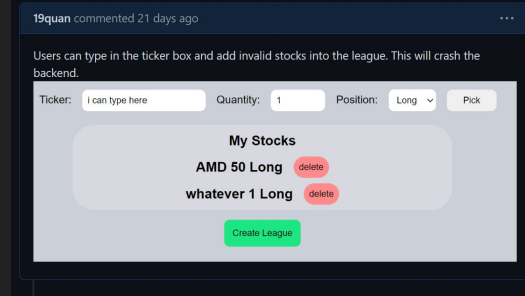 19quan commented 21 days ago
Users can type in the ticker box and add invalid stocks into the league. This will crash the
backend.
Ticker: i can type here Quantity: 1 Position: Long Pick
My Stocks
AMD 50 Long delete
whatever 1 Long delete
Create League